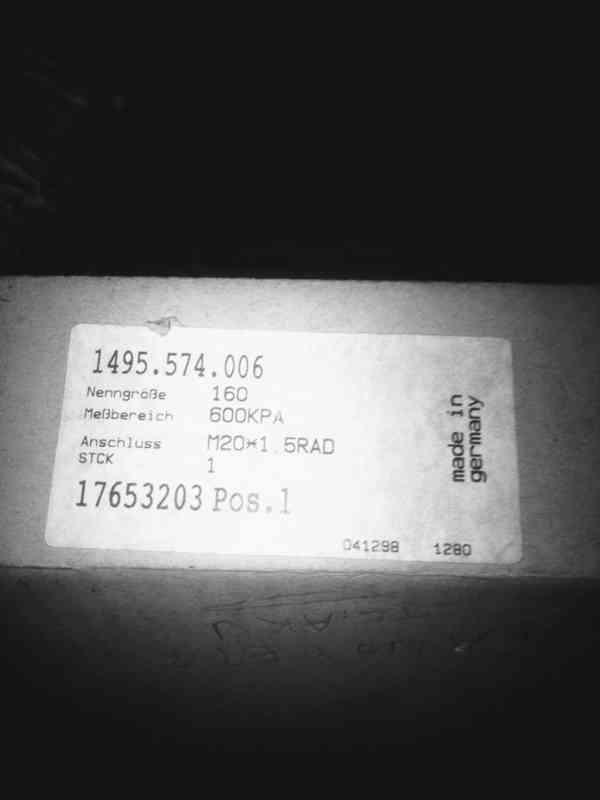 1495.574.006
Nenngröße 160
Meßbereich 600KPA
Anschluss M20*1.5RAD
STCK 1
17653203 Pos.1
041298 1280
made in
germany